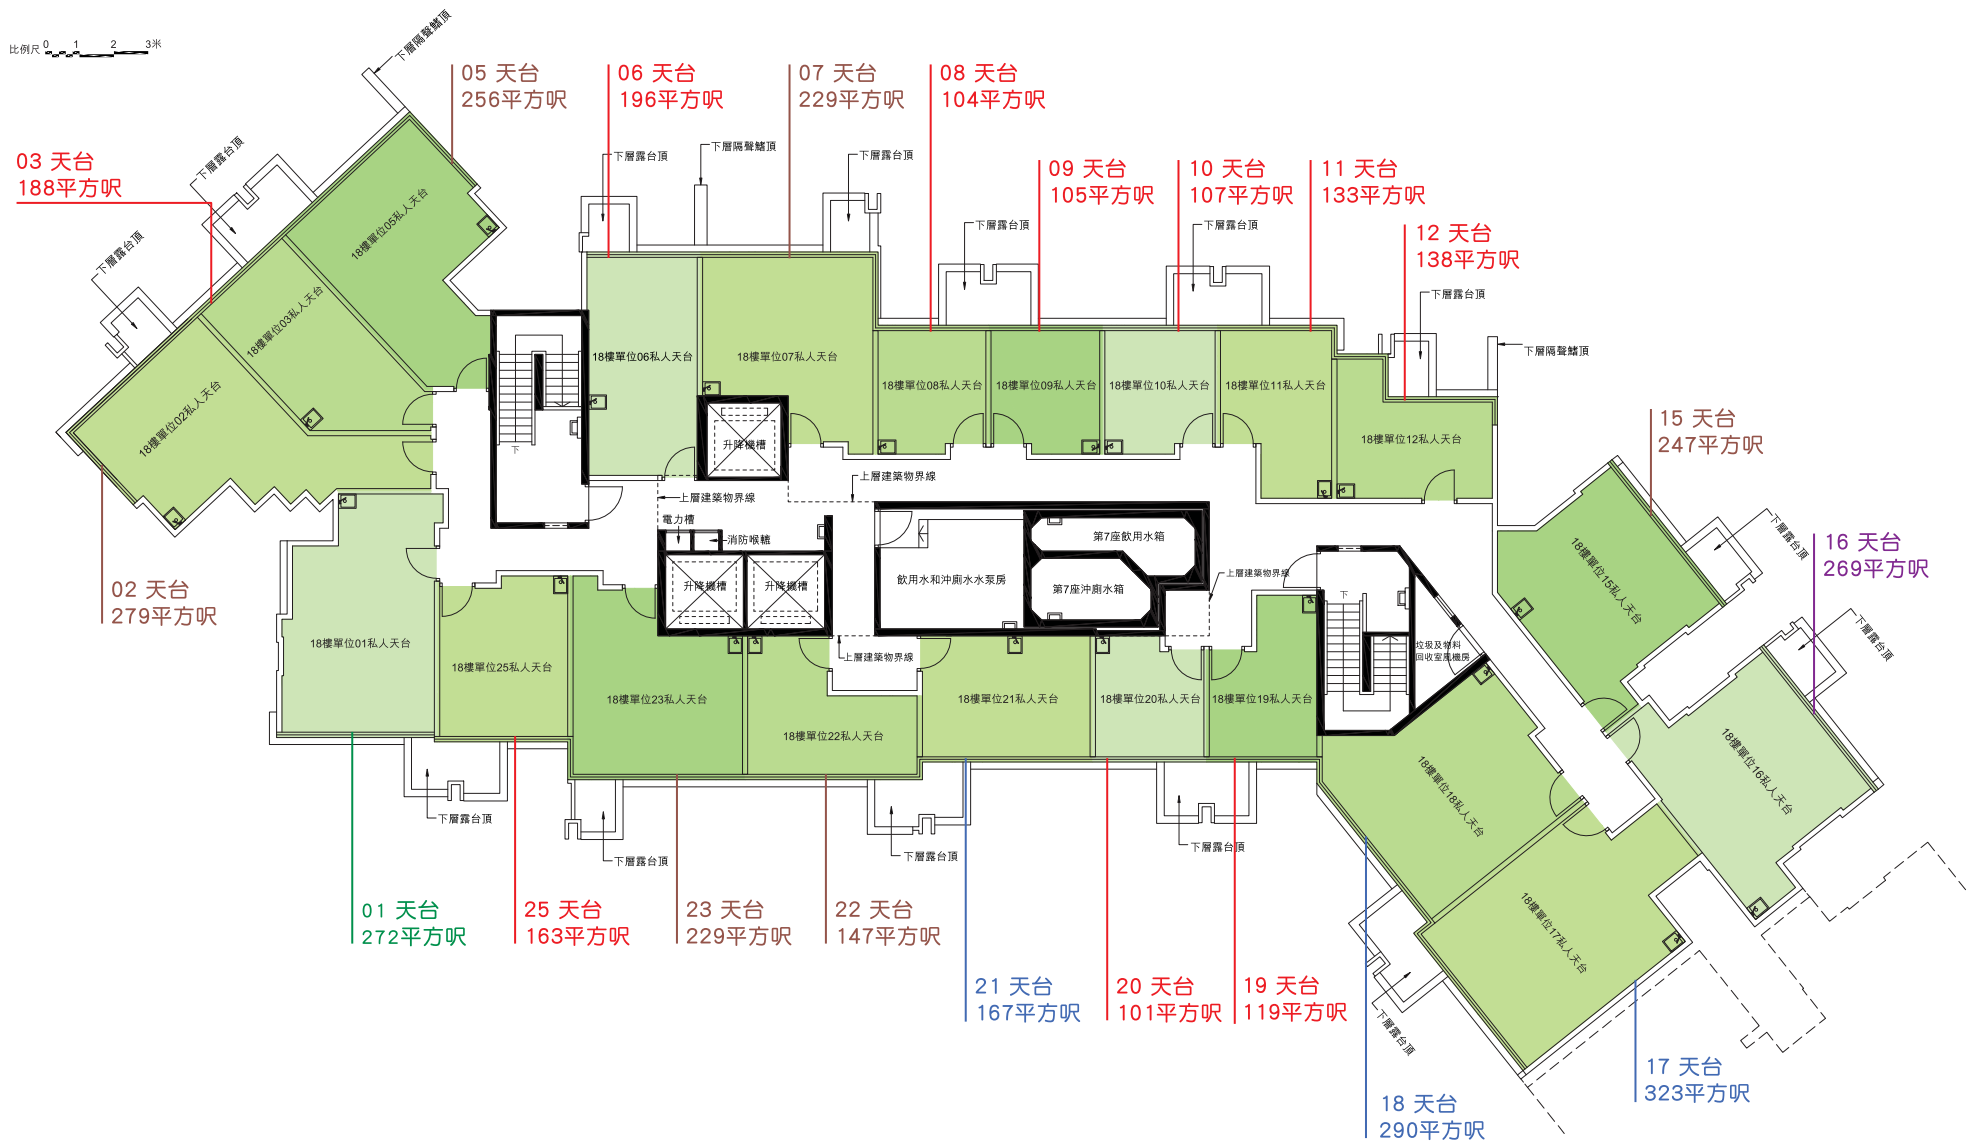 比例尺 0 1 2 3米
下層隔聲鰭頂
05 天台
256平方呎
06 天台
196平方呎
07 天台
229平方呎
08 天台
104平方呎
03 天台
188平方呎
下層露台頂
下層露台頂
下層隔聲鰭頂
下層露台頂
09 天台
105平方呎
10 天台
107平方呎
11 天台
133平方呎
12 天台
138平方呎
下層露台頂
下層露台頂
下層露台頂
下層露台頂
下層隔聲鰭頂
18樓單位05私人天台
18樓單位03私人天台
18樓單位02私人天台
18樓單位06私人天台
18樓單位07私人天台
18樓單位08私人天台
18樓單位09私人天台
18樓單位10私人天台
18樓單位11私人天台
18樓單位12私人天台
15 天台
247平方呎
升降機槽
下
上層建築物界線
上層建築物界線
電力槽
消防喉轆
升降機槽
升降機槽
飲用水和沖廁水水泵房
第7座飲用水箱
第7座沖廁水箱
上層建築物界線
上層建築物界線
下
垃圾及物料
回收室風機房
18樓單位15私人天台
下層露台頂
16 天台
269平方呎
下層露台頂
02 天台
279平方呎
18樓單位01私人天台
18樓單位25私人天台
18樓單位23私人天台
18樓單位22私人天台
18樓單位21私人天台
18樓單位20私人天台
18樓單位19私人天台
18樓單位18私人天台
18樓單位16私人天台
18樓單位17私人天台
下層露台頂
下層露台頂
下層露台頂
下層露台頂
下層露台頂
01 天台
272平方呎
25 天台
163平方呎
23 天台
229平方呎
22 天台
147平方呎
21 天台
167平方呎
20 天台
101平方呎
19 天台
119平方呎
18 天台
290平方呎
17 天台
323平方呎